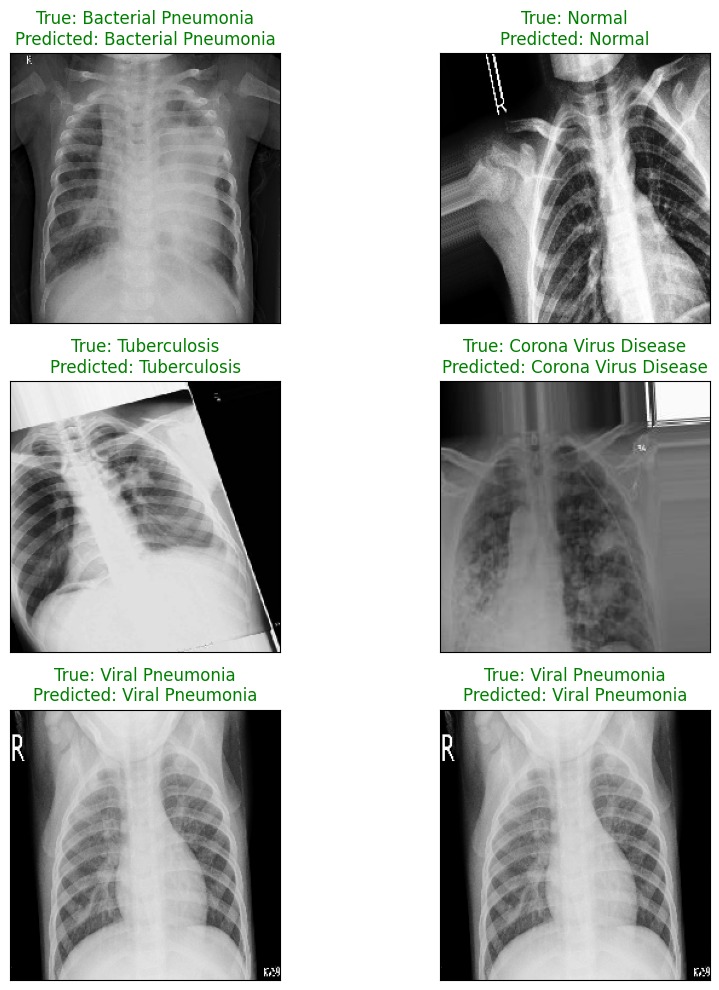 True: Bacterial Pneumonia
Predicted: Bacterial Pneumonia
R
True: Normal
Predicted: Normal
R
True: Tuberculosis
Predicted: Tuberculosis
True: Corona Virus Disease
Predicted: Corona Virus Disease
True: Viral Pneumonia
Predicted: Viral Pneumonia
R
True: Viral Pneumonia
Predicted: Viral Pneumonia
R